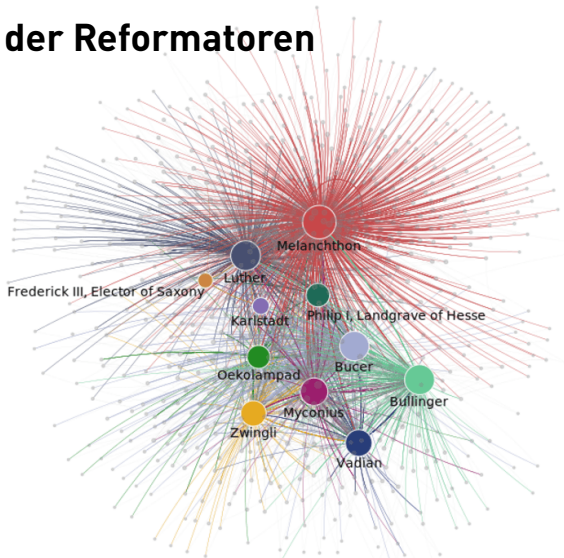 der Reformatoren
Melanchthon
Luther
Frederick III, Elector of Saxony
Karlstadt
Philip I, Landgrave of Hesse
Bucer
Oekolampad
Bullinger
Myconius
Zwingli
Vadian